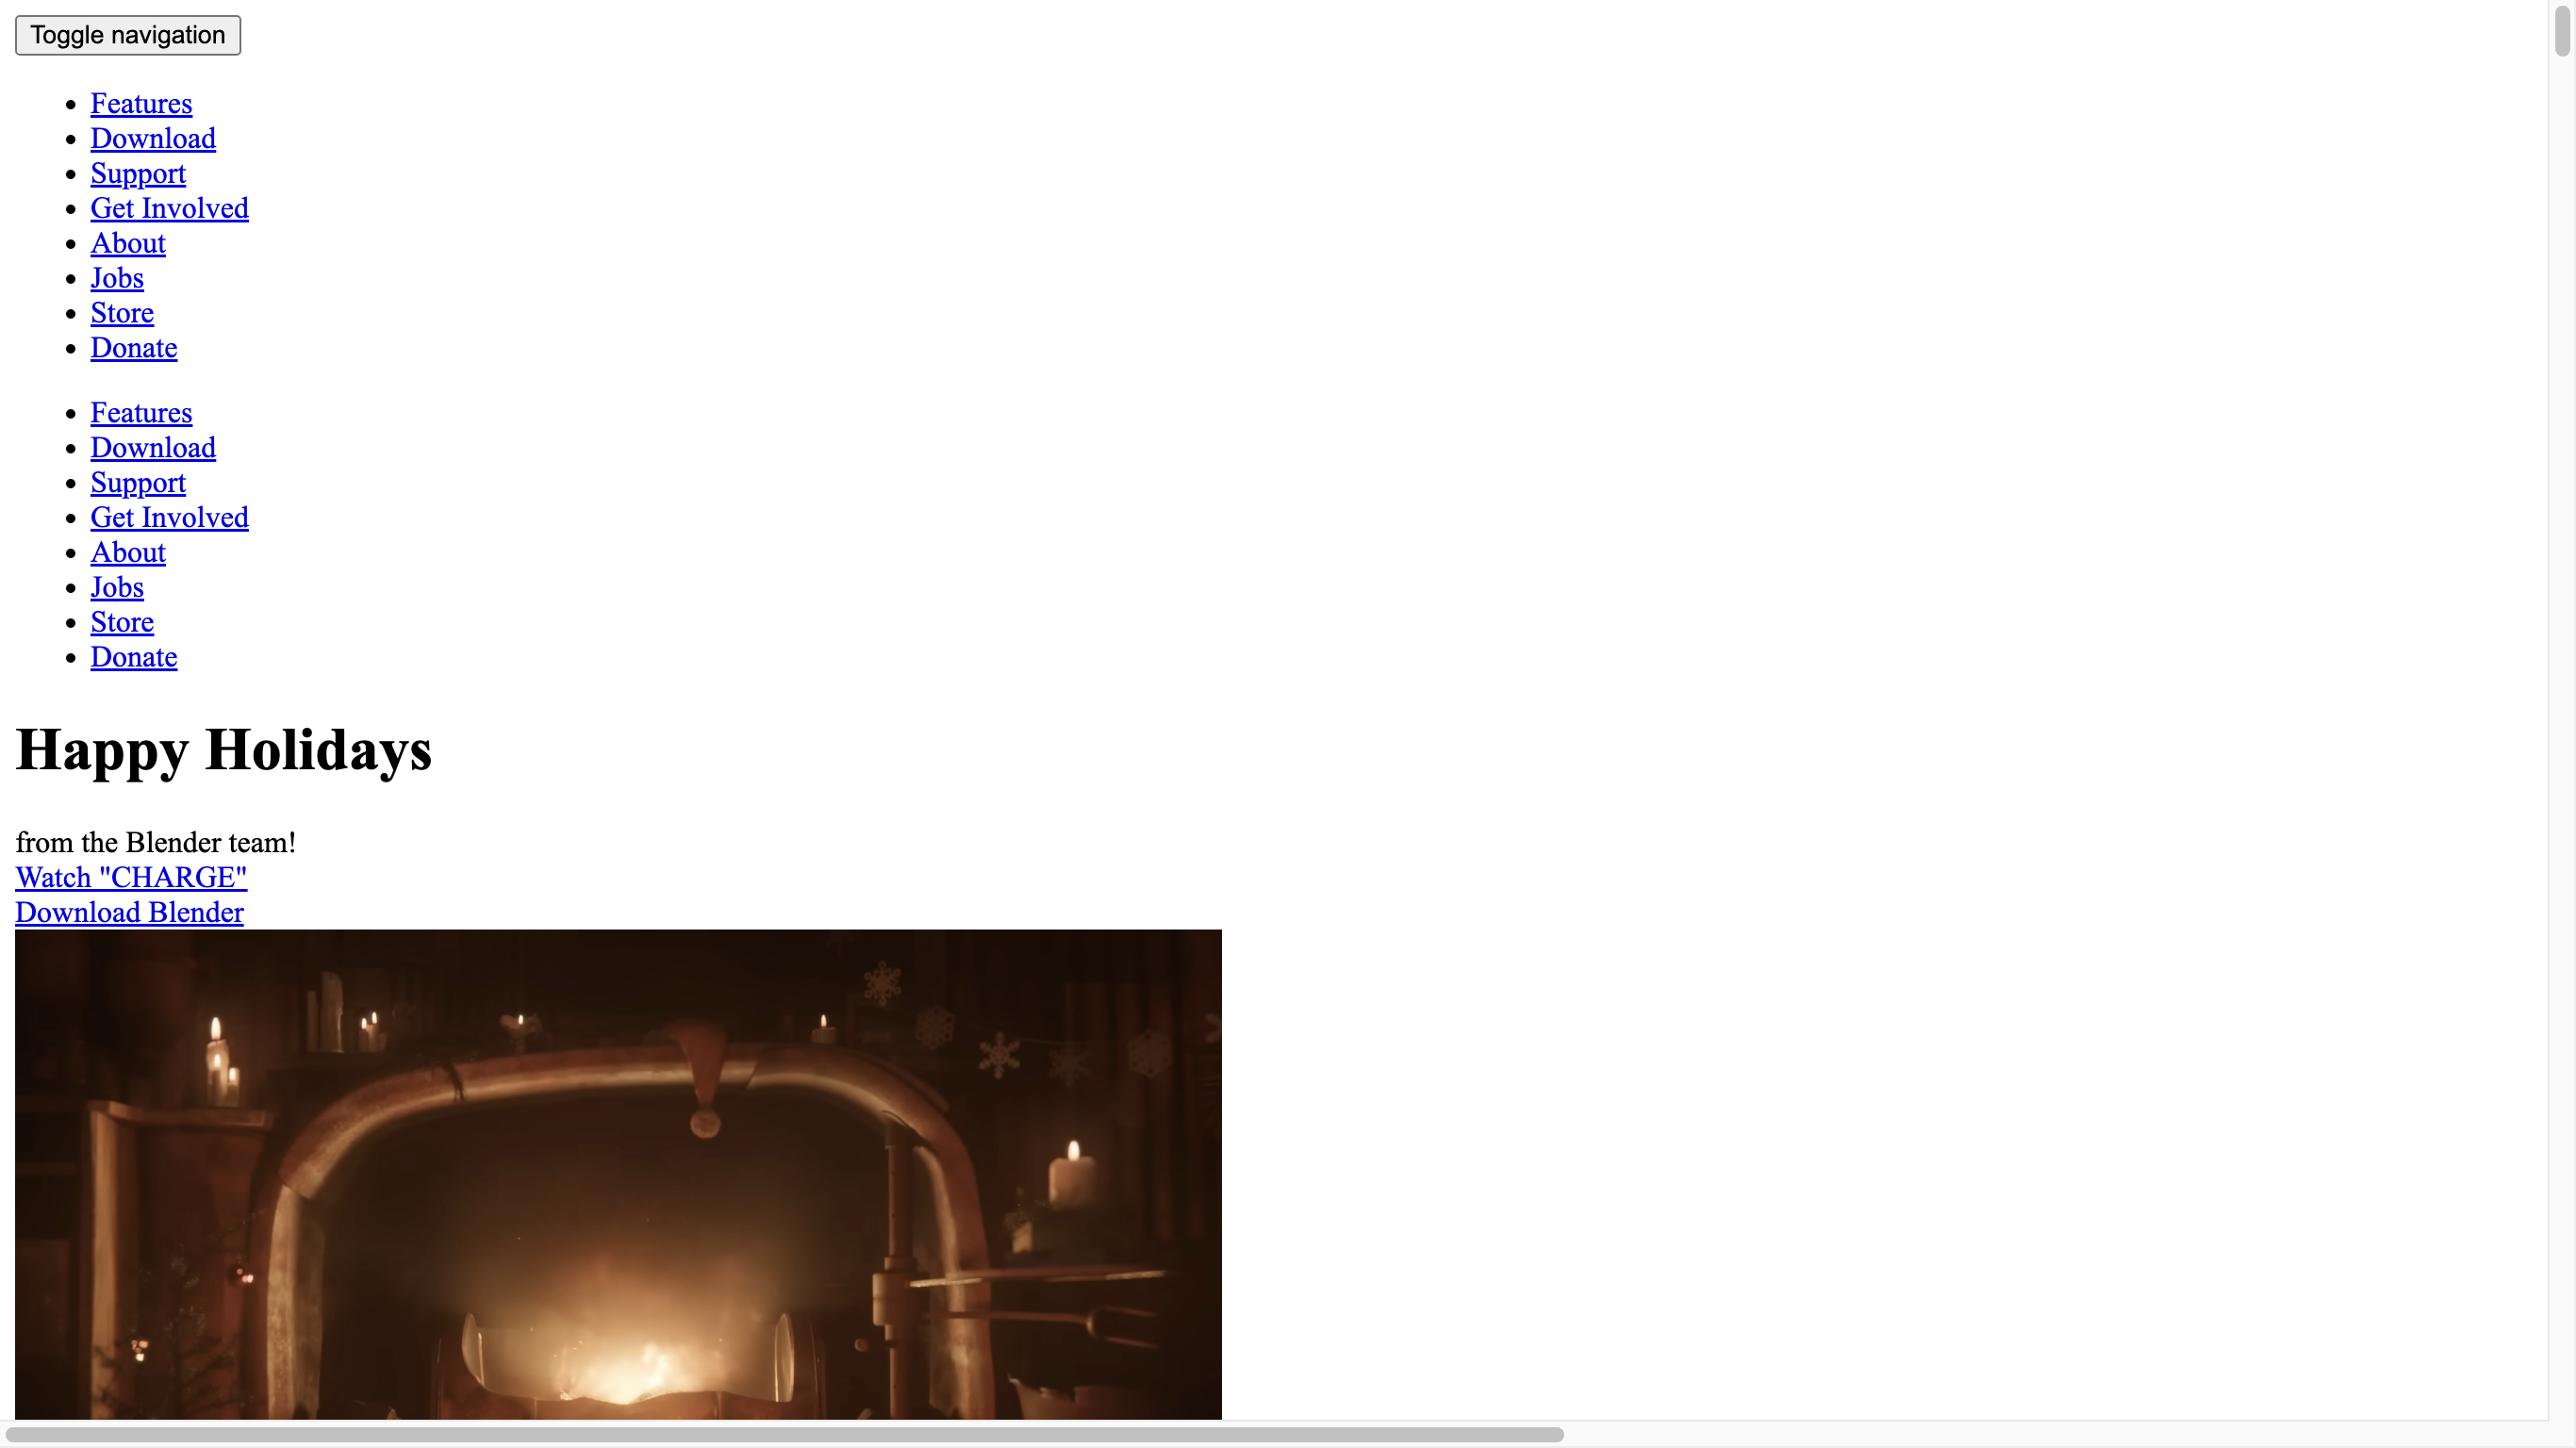 Toggle navigation
Features
Download
Support
Get Involved
About
Jobs
Store
Donate
Features
Download
Support
Get Involved
About
Jobs
Store
Donate
Happy Holidays
from the Blender team!
Watch "CHARGE"
Download Blender